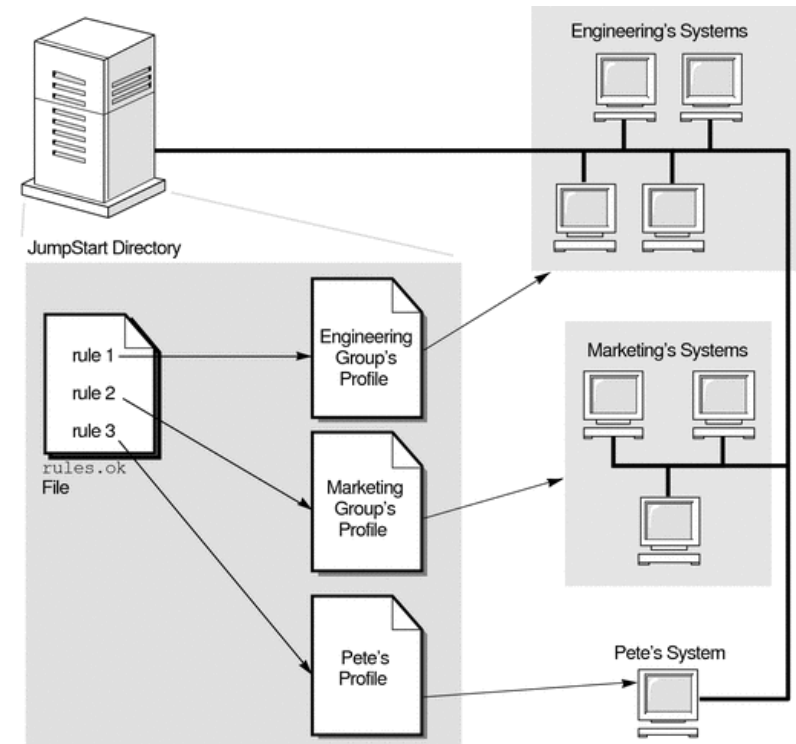 Engineering's Systems
JumpStart Directory
rule 1
rule 2
rule 3
rules.ok
File
Engineering
Group's
Profile
Marketing
Group's
Profile
Pete's
Profile
Marketing's Systems
Pete's System